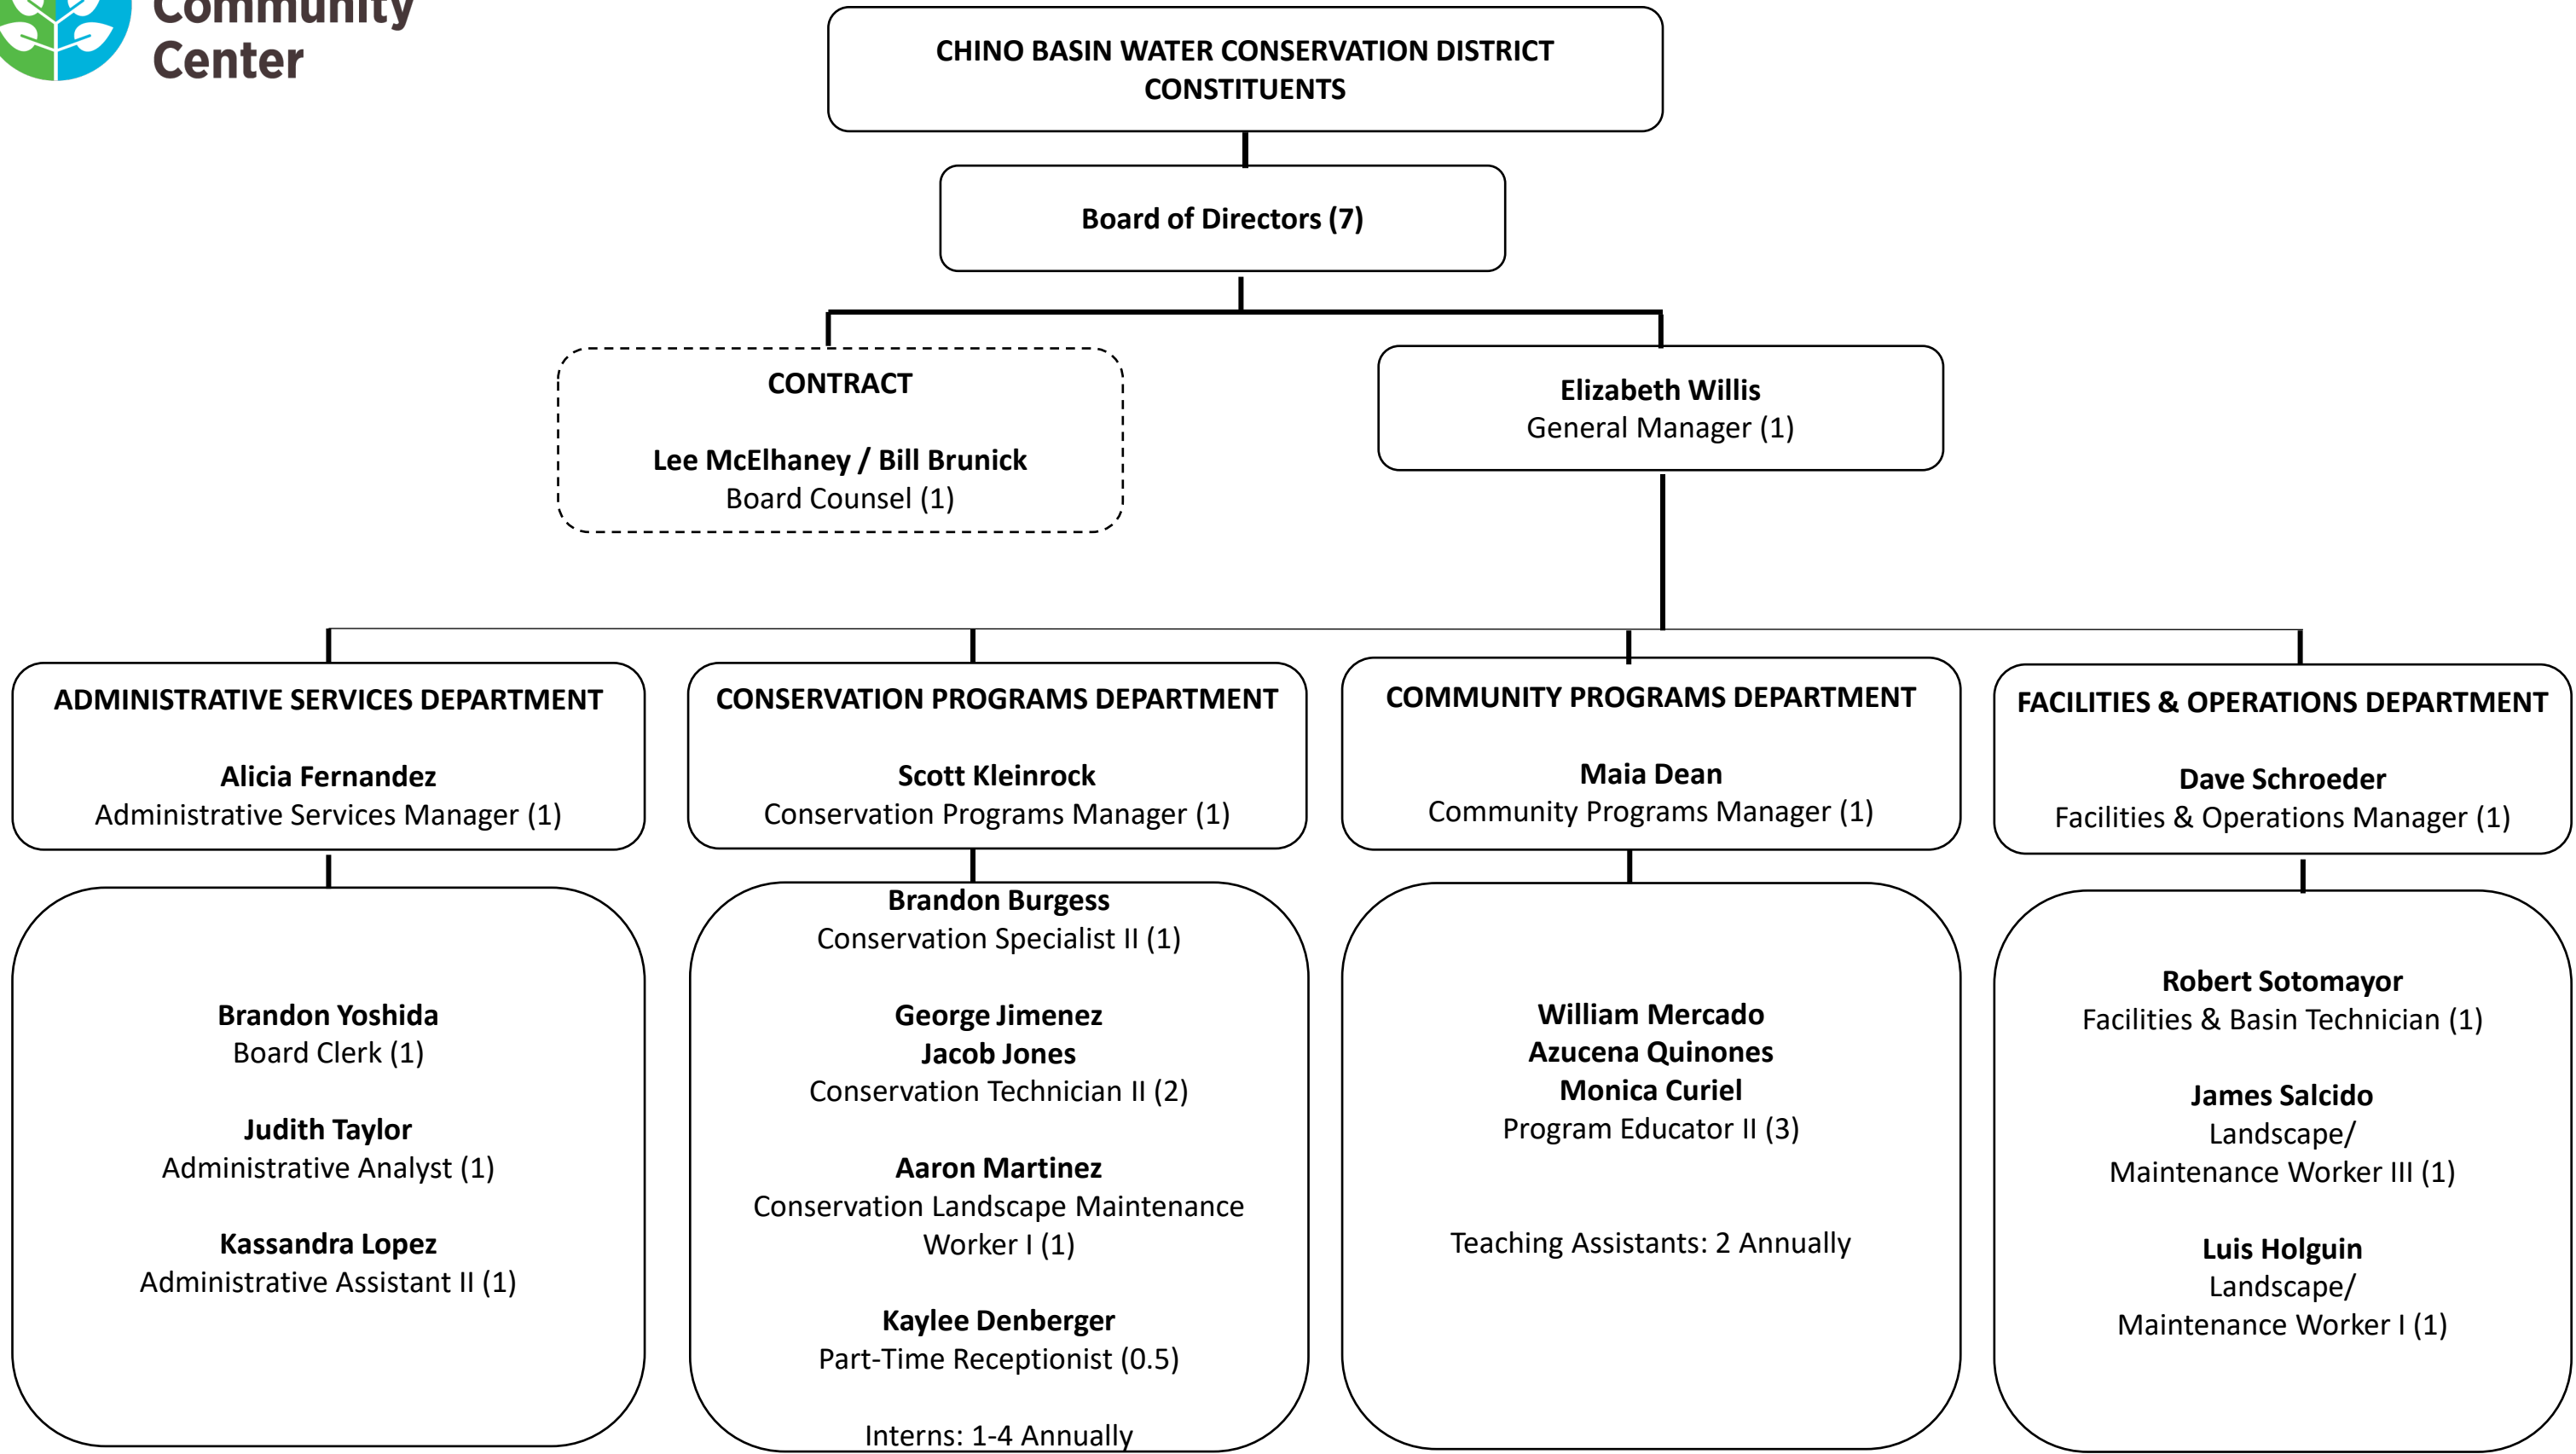 Community
Center
CHINO BASIN WATER CONSERVATION DISTRICT
CONSTITUENTS
Board of Directors (7)
CONTRACT
Lee McElhaney / Bill Brunick
Board Counsel (1)
Elizabeth Willis
General Manager (1)
ADMINISTRATIVE SERVICES DEPARTMENT
Alicia Fernandez
Administrative Services Manager (1)
CONSERVATION PROGRAMS DEPARTMENT
Scott Kleinrock
Conservation Programs Manager (1)
COMMUNITY PROGRAMS DEPARTMENT
Maia Dean
Community Programs Manager (1)
FACILITIES & OPERATIONS DEPARTMENT
Dave Schroeder
Facilities & Operations Manager (1)
Brandon Yoshida
Board Clerk (1)
Judith Taylor
Administrative Analyst (1)
Kassandra Lopez
Administrative Assistant II (1)
Brandon Burgess
Conservation Specialist II (1)
George Jimenez
Jacob Jones
Conservation Technician II (2)
Aaron Martinez
Conservation Landscape Maintenance
Worker I (1)
Kaylee Denberger
Part-Time Receptionist (0.5)
Interns: 1-4 Annually
William Mercado
Azucena Quinones
Monica Curiel
Program Educator II (3)
Teaching Assistants: 2 Annually
Robert Sotomayor
Facilities & Basin Technician (1)
James Salcido
Landscape/
Maintenance Worker III (1)
Luis Holguin
Landscape/
Maintenance Worker I (1)